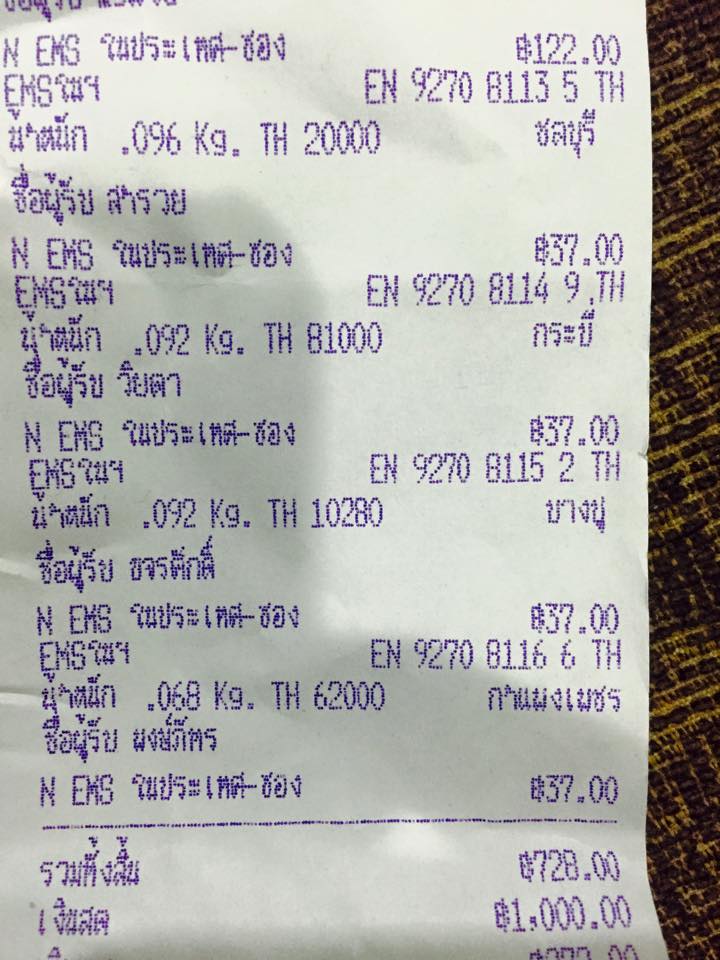 N EMS ในประเทศ-ซอง ฿122.00
EMSในฯ EN 9270 8113 5 TH
น้ำหนัก .096 Kg. TH 20000 ชลบุรี
ชื่อผู้รับ สำรวย
N EMS ในประเทศ-ซอง ฿37.00
EMSในฯ EN 9270 8114 9 TH
น้ำหนัก .092 Kg. TH 81000 กระบี่
ชื่อผู้รับ วิยดา
N EMS ในประเทศ-ซอง ฿37.00
EMSในฯ EN 9270 8115 2 TH
น้ำหนัก .092 Kg. TH 10280 บางปู
ชื่อผู้รับ ขจรศักดิ์
N EMS ในประเทศ-ซอง ฿37.00
EMSในฯ EN 9270 8116 6 TH
น้ำหนัก .068 Kg. TH 62000 กำแพงเพชร
ชื่อผู้รับ พงษ์ภัทร
N EMS ในประเทศ-ซอง ฿37.00
รวมทั้งสิ้น ฿728.00
เงินสด ฿1,000.00